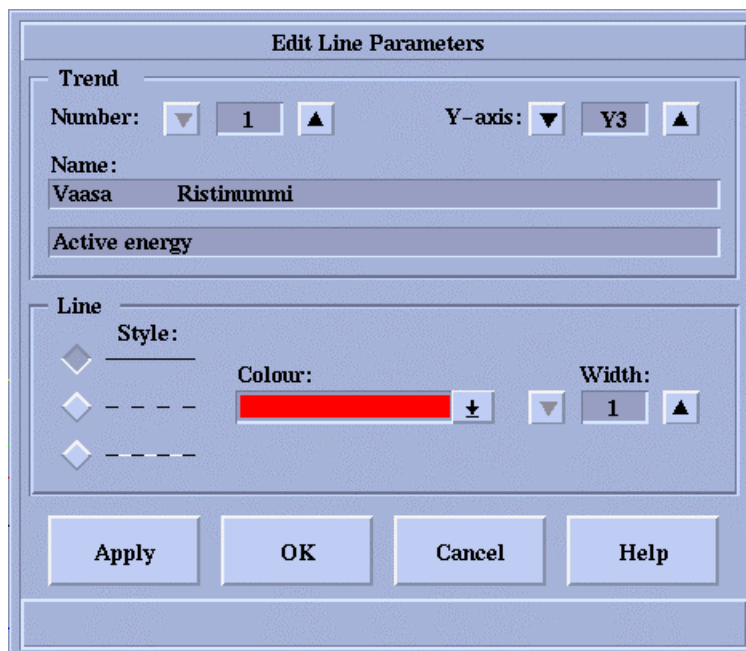 Edit Line Parameters
Trend
Number: 1 Y-axis: Y3
Name:
Vaasa Ristinummi
Active energy
Line
Style:
Colour: Width:
1
Apply OK Cancel Help